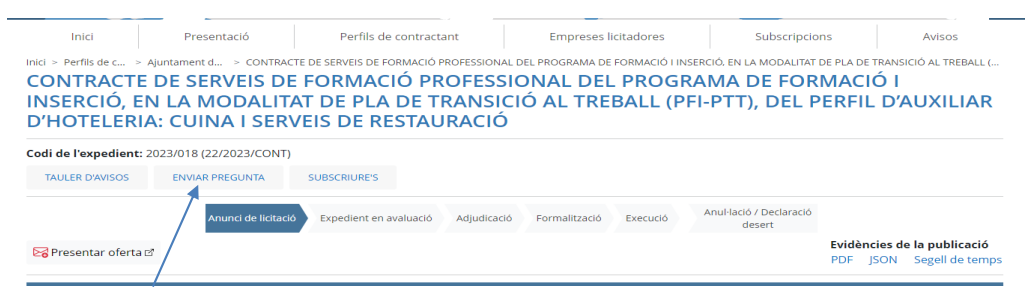 Inici Presentació Perfils de contractant Empreses licitadores Subscripcions Avisos
Inici > Perfils de c... > Ajuntament d... > CONTRACTE DE SERVEIS DE FORMACIÓ PROFESSIONAL DEL PROGRAMA DE FORMACIÓ I INSERCIÓ, EN LA MODALITAT DE PLA DE TRANSICIÓ AL TREBALL (...
CONTRACTE DE SERVEIS DE FORMACIÓ PROFESSIONAL DEL PROGRAMA DE FORMACIÓ I
INSERCIÓ, EN LA MODALITAT DE PLA DE TRANSICIÓ AL TREBALL (PFI-PTT), DEL PERFIL D’AUXILIAR
D’HOTELERIA: CUINA I SERVEIS DE RESTAURACIÓ
Codi de l'expedient: 2023/018 (22/2023/CONT)
TAULER D'AVISOS ENVIAR PREGUNTA SUBSCRIURE'S
Anunci de licitació Expedient en avaluació Adjudicació Formalització Execució Anul·lació / Declaració
desert
Presentar oferta
Evidències de la publicació
PDF JSON Segell de temps